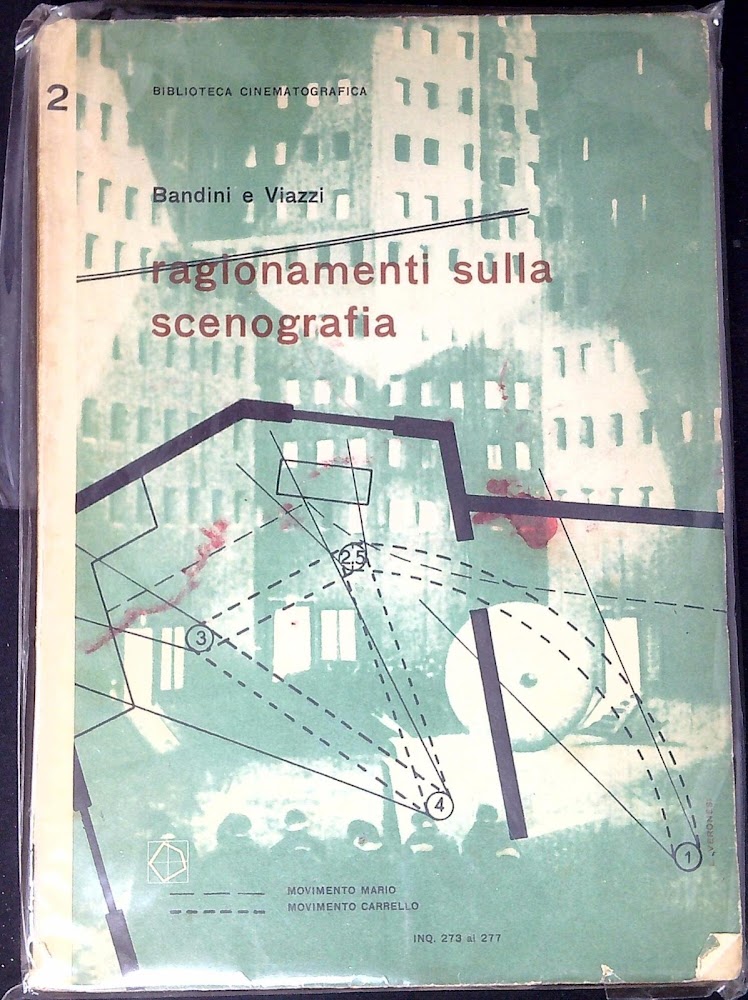 2
BIBLIOTECA CINEMATOGRAFICA
Bandini e Viazzi
ragionamenti sulla
scenografia
2.5
3
4
1
VERONESI
MOVIMENTO MARIO
MOVIMENTO CARRELLO
INQ. 273 al 277